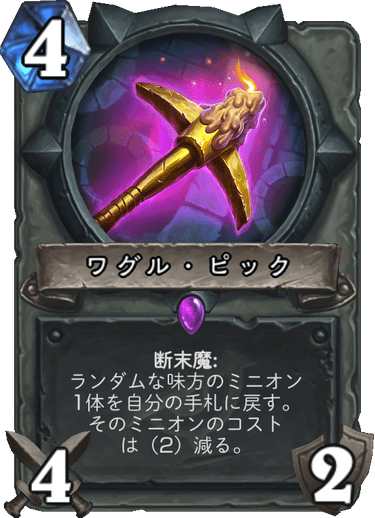 4
ワグル・ピック
断末魔:
ランダムな味方のミニオン
1体を自分の手札に戻す。
そのミニオンのコスト
は（2）減る。
4
2